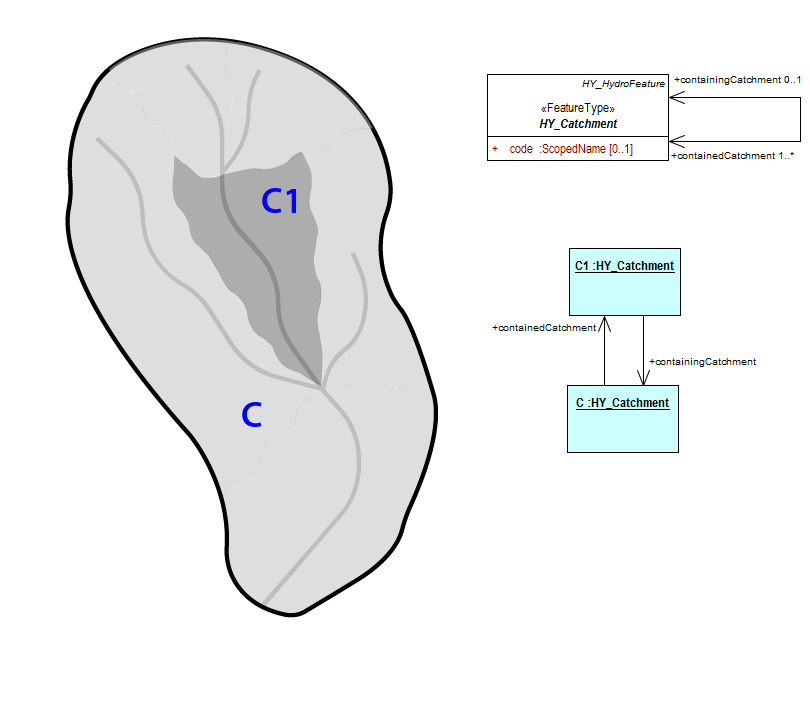 C1
C
HY_HydroFeature
«FeatureType»
HY_Catchment
+ code :ScopedName [0..1]
+containingCatchment 0..1
+containedCatchment 1..*
C1 :HY_Catchment
+containedCatchment
+containingCatchment
C :HY_Catchment